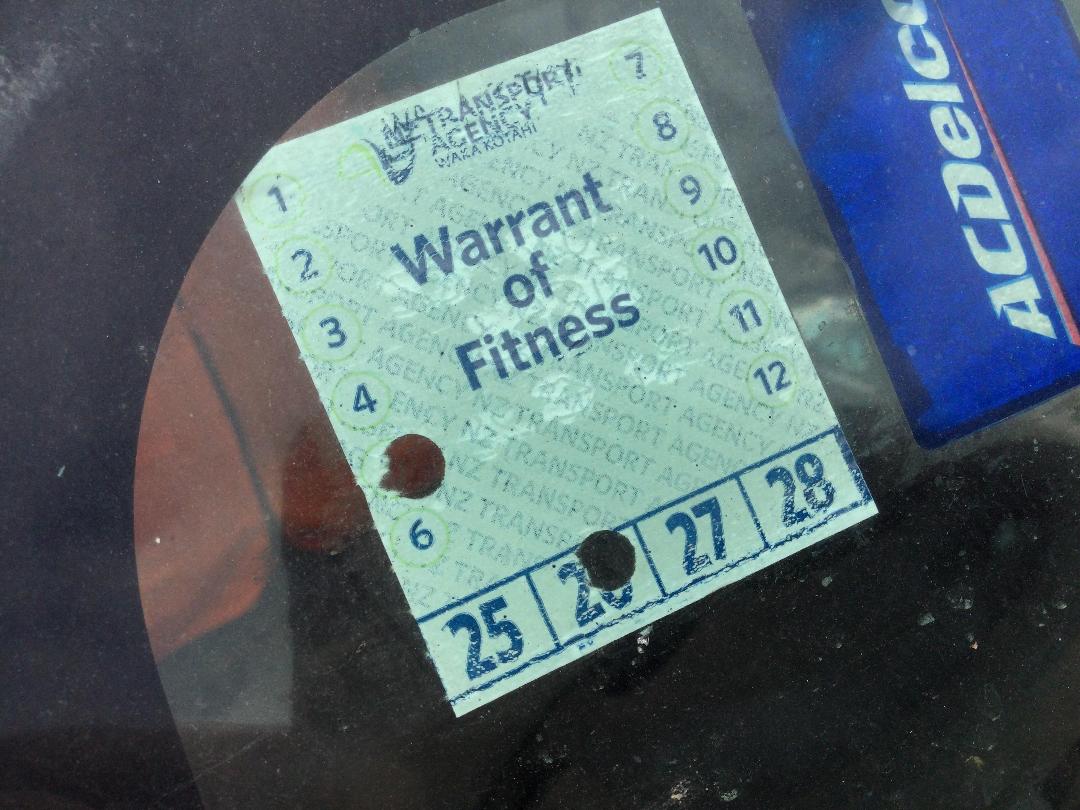 TRANSPORT
AGENCY
WAKA KOTAHI
Warrant
of
Fitness
1
2
3
4
6
7
8
9
10
11
12
25 26 27 28
ACDelco